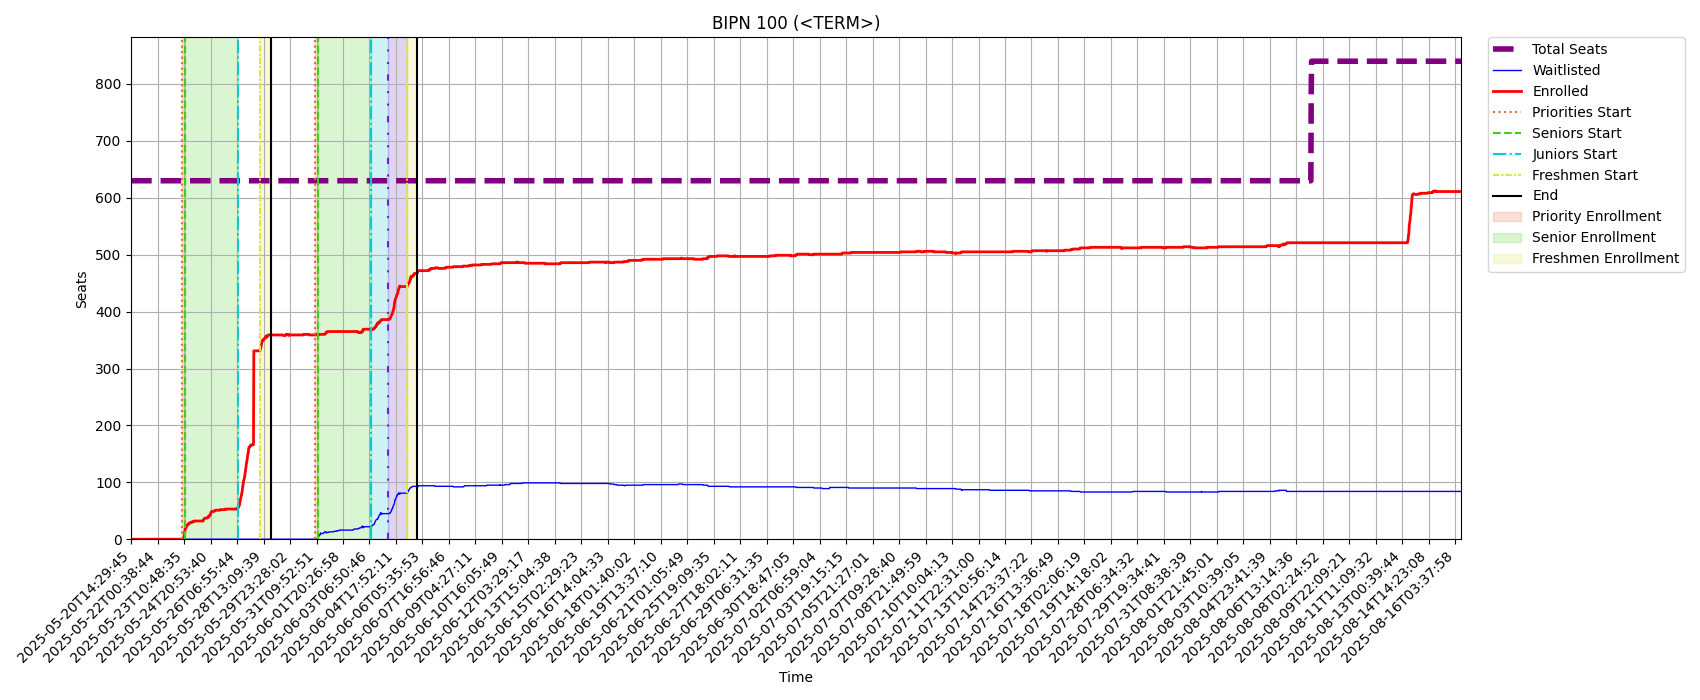 BIPN 100 (<TERM>)
Seats
800
700
600
500
400
300
200
100
0
2025-05-20T14:29:45
2025-05-22T00:38:44
2025-05-23T10:48:35
2025-05-24T20:53:40
2025-05-26T06:55:44
2025-05-28T13:09:39
2025-05-29T23:28:02
2025-05-31T09:52:51
2025-06-01T20:26:58
2025-06-03T06:50:46
2025-06-04T17:52:11
2025-06-06T05:35:53
2025-06-07T16:56:46
2025-06-09T04:27:11
2025-06-10T16:05:49
2025-06-12T03:29:17
2025-06-13T15:04:38
2025-06-15T02:29:23
2025-06-16T14:04:33
2025-06-18T01:40:02
2025-06-19T13:37:10
2025-06-21T01:05:49
2025-06-25T19:09:35
2025-06-27T18:02:11
2025-06-29T06:31:35
2025-06-30T18:47:05
2025-07-02T06:59:04
2025-07-03T19:15:15
2025-07-05T21:27:01
2025-07-07T09:28:40
2025-07-08T21:49:59
2025-07-10T10:04:13
2025-07-11T22:31:00
2025-07-13T10:56:14
2025-07-14T23:37:22
2025-07-16T13:36:49
2025-07-18T02:06:19
2025-07-19T14:18:02
2025-07-28T06:34:32
2025-07-29T19:34:41
2025-07-31T08:38:39
2025-08-01T21:45:01
2025-08-03T10:39:05
2025-08-04T23:41:39
2025-08-06T13:14:36
2025-08-08T02:24:52
2025-08-09T22:09:21
2025-08-11T11:09:32
2025-08-13T00:39:44
2025-08-14T14:23:08
2025-08-16T03:37:58
Time
Total Seats
Waitlisted
Enrolled
Priorities Start
Seniors Start
Juniors Start
Freshmen Start
End
Priority Enrollment
Senior Enrollment
Freshmen Enrollment